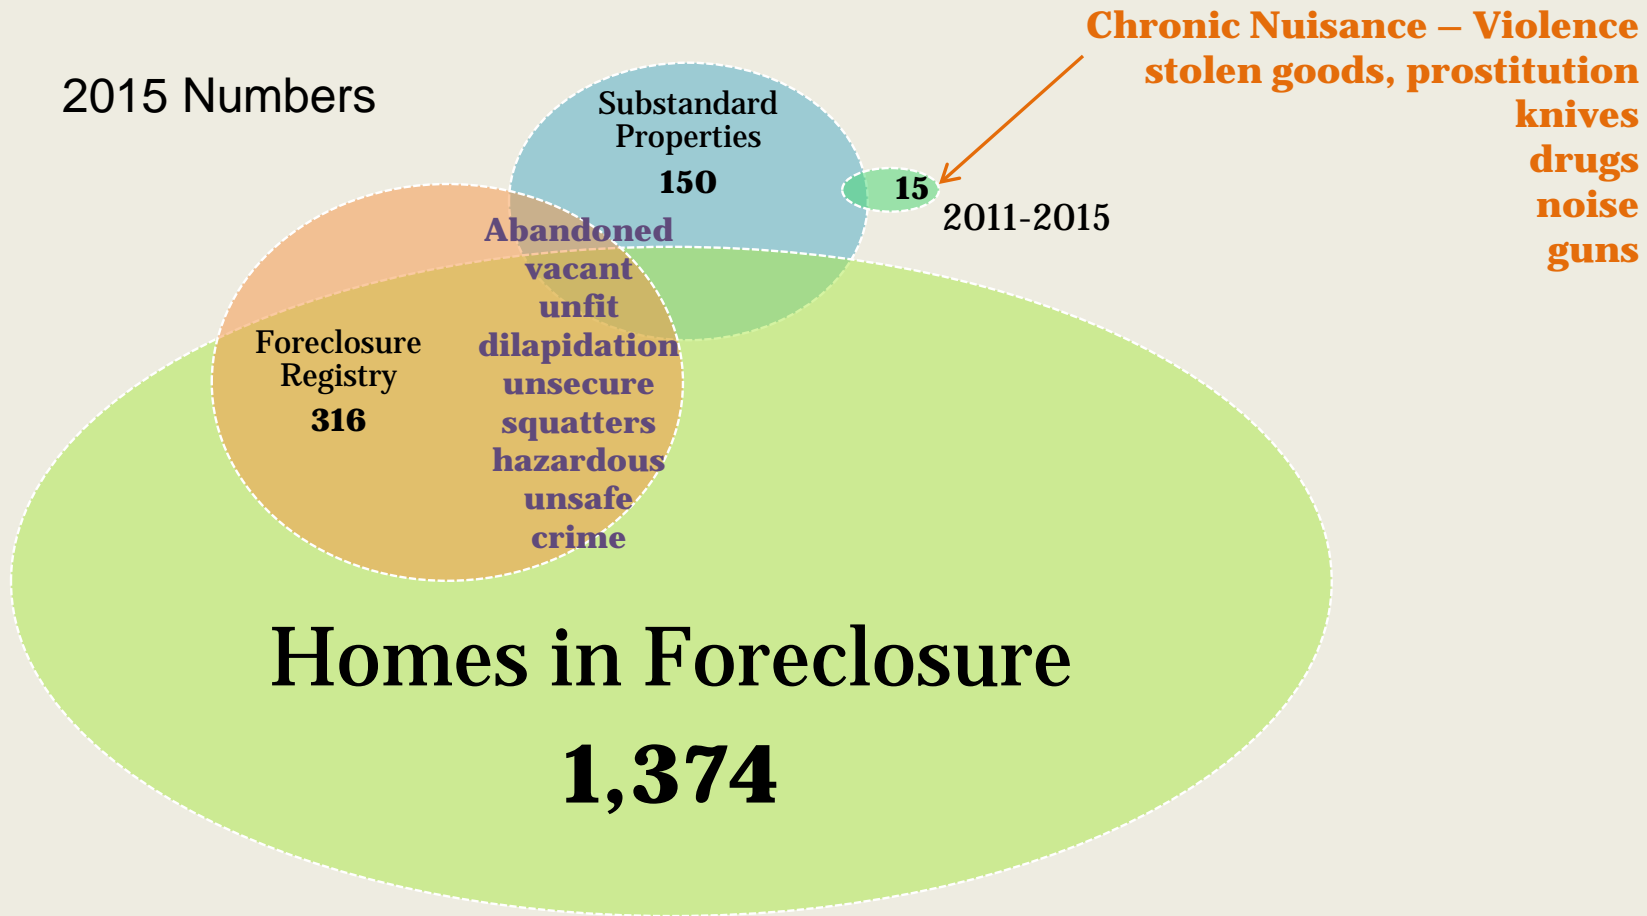 2015 Numbers
Chronic Nuisance – Violence
stolen goods, prostitution
knives
drugs
noise
guns
Substandard
Properties
150
15
2011-2015
Abandoned
vacant
unfit
dilapidation
unsecure
squatters
hazardous
unsafe
crime
Foreclosure
Registry
316
Homes in Foreclosure
1,374